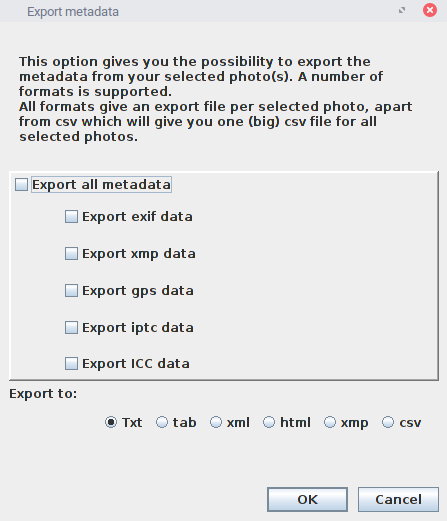 Export metadata
This option gives you the possibility to export the
metadata from your selected photo(s). A number of
formats is supported.
All formats give an export file per selected photo, apart
from csv which will give you one (big) csv file for all
selected photos.
Export all metadata
Export exif data
Export xmp data
Export gps data
Export iptc data
Export ICC data
Export to:
Txt tab xml html xmp csv
OK Cancel